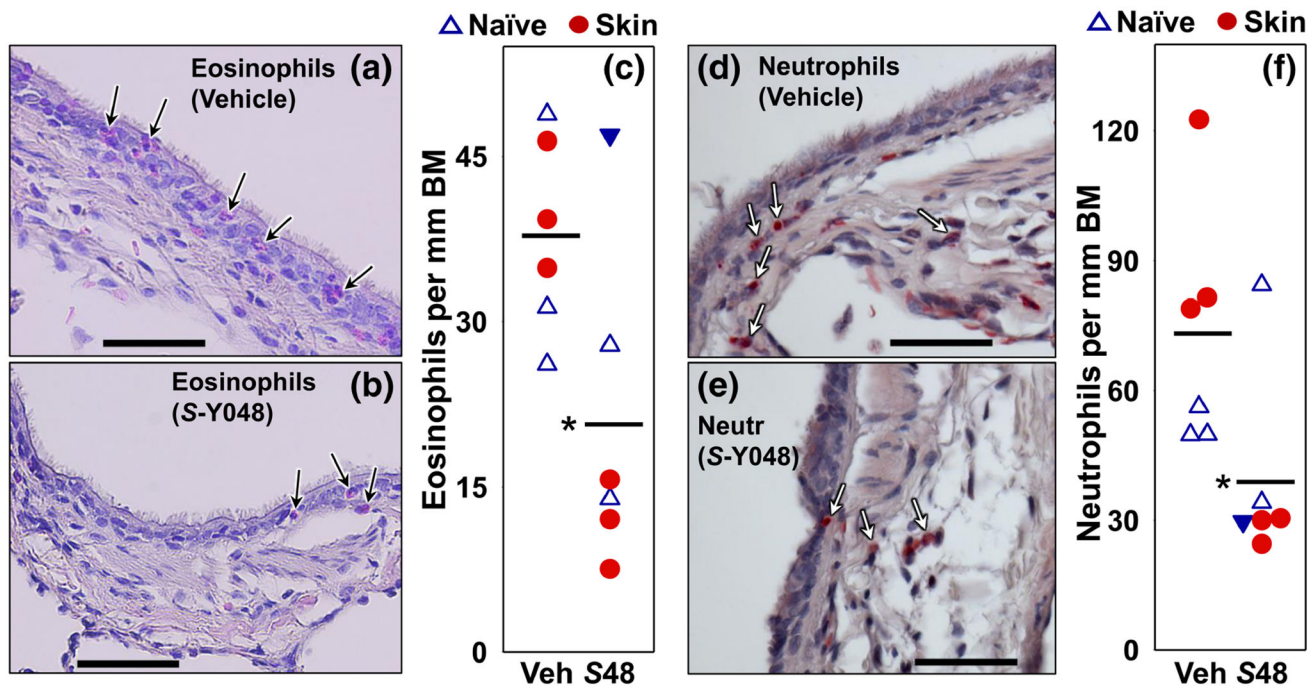 Eosinophils
(Vehicle)
(a)
Eosinophils
(S-Y048)
(b)
Naïve Skin
(c)
Eosinophils per mm BM
45
30
15
0
*
Veh S48
Neutrophils
(Vehicle)
(d)
(e)
Neutr
(S-Y048)
Naïve Skin
(f)
Neutrophils per mm BM
120
90
60
30
0
*
Veh S48